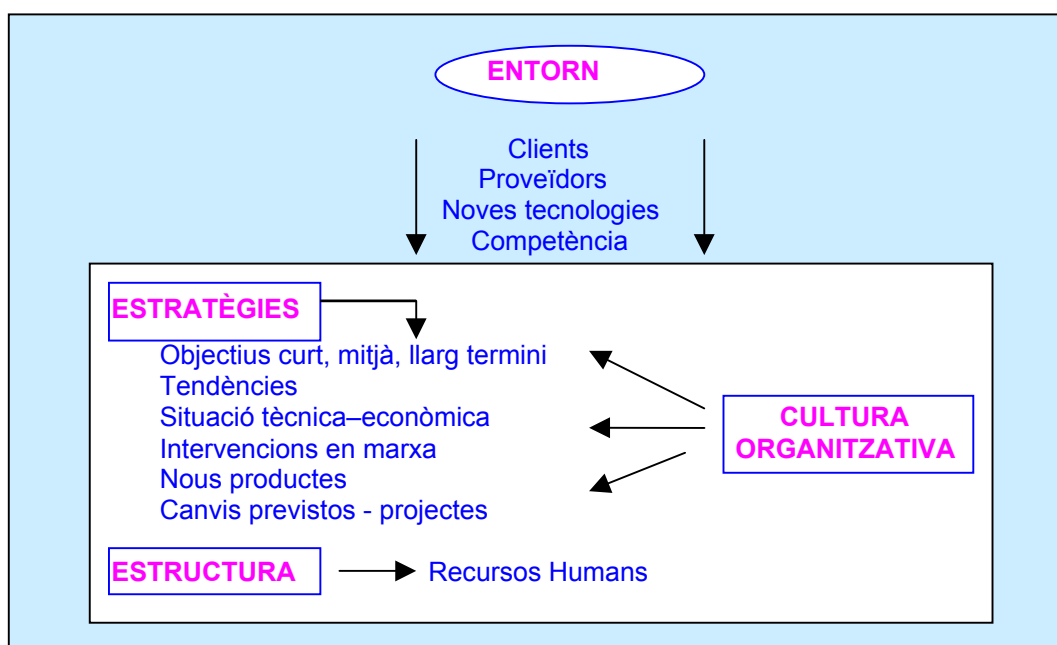 ENTORN
Clients
Proveïdors
Noves tecnologies
Competència
ESTRATÈGIES
Objectius curt, mitjà, llarg termini
Tendències
Situació tècnica–econòmica
Intervencions en marxa
Nous productes
Canvis previstos - projectes
CULTURA
ORGANITZATIVA
ESTRUCTURA
Recursos Humans